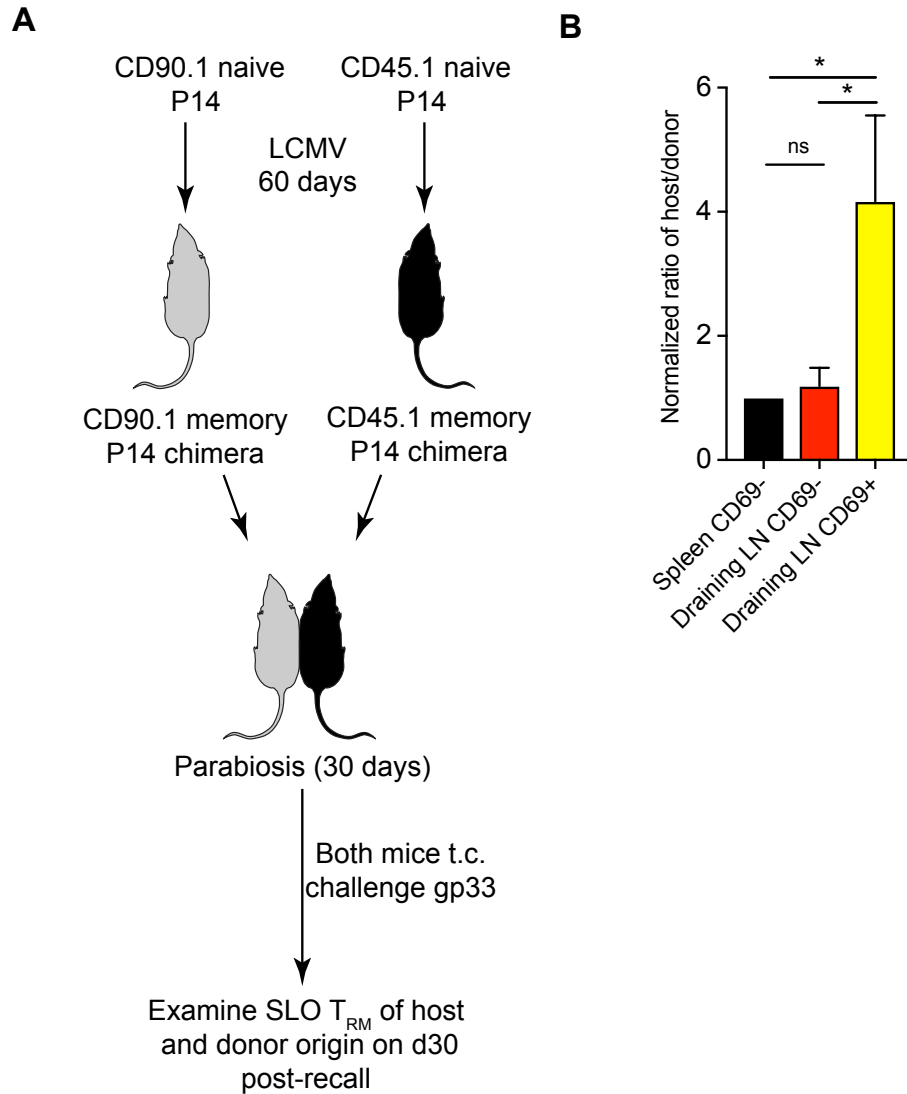 A
CD90.1 naive
P14
CD45.1 naive
P14
LCMV
60 days
CD90.1 memory
P14 chimera
CD45.1 memory
P14 chimera
Parabiosis (30 days)
Both mice t.c.
challenge gp33
Examine SLO TRM of host
and donor origin on d30
post-recall
B
Normalized ratio of host/donor
6
4
2
0
*
*
ns
Spleen CD69-
Draining LN CD69-
Draining LN CD69+